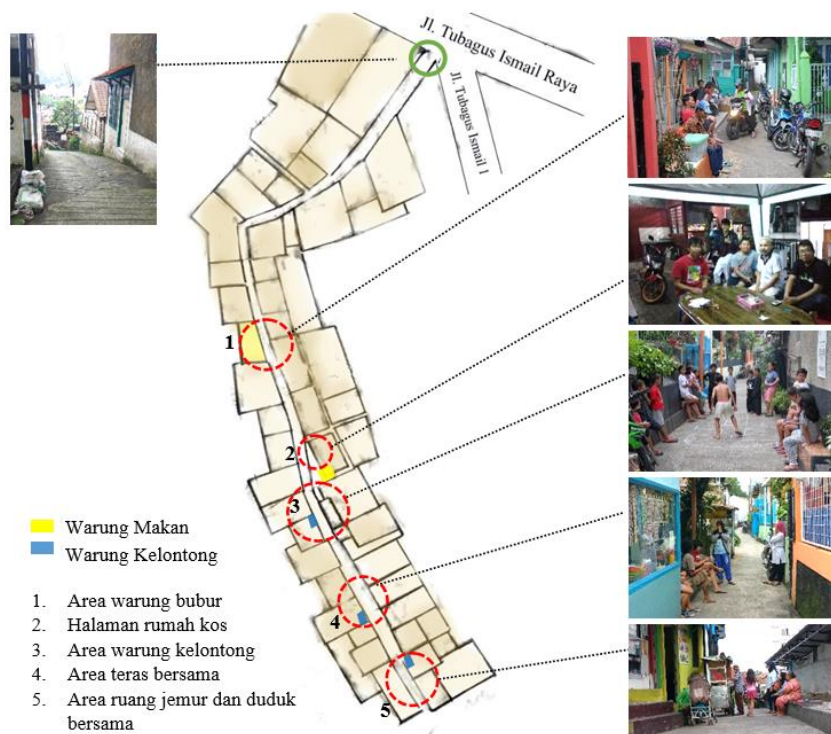 Jl. Tubagus Ismail Raya
Jl. Tubagus Ismail I
1
2
3
4
5
Warung Makan
Warung Kelontong
1. Area warung bubur
2. Halaman rumah kos
3. Area warung kelontong
4. Area teras bersama
5. Area ruang jemur dan duduk
bersama